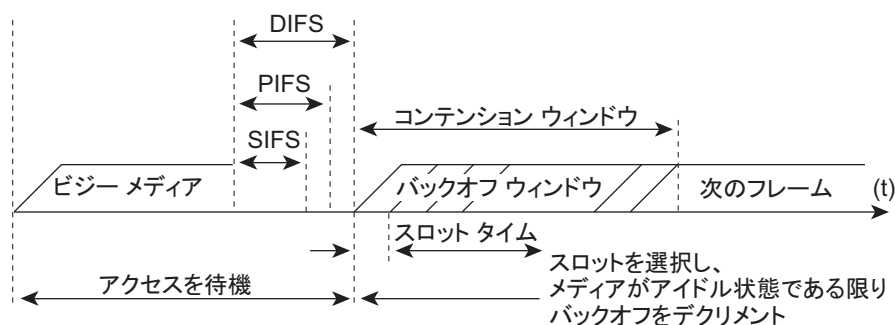 DIFS
PIFS
SIFS
コンテンション ウィンドウ
ビジー メディア
バックオフ ウィンドウ
次のフレーム
(t)
スロット タイム
アクセスを待機
スロットを選択し、
メディアがアイドル状態である限り
バックオフをデクリメント